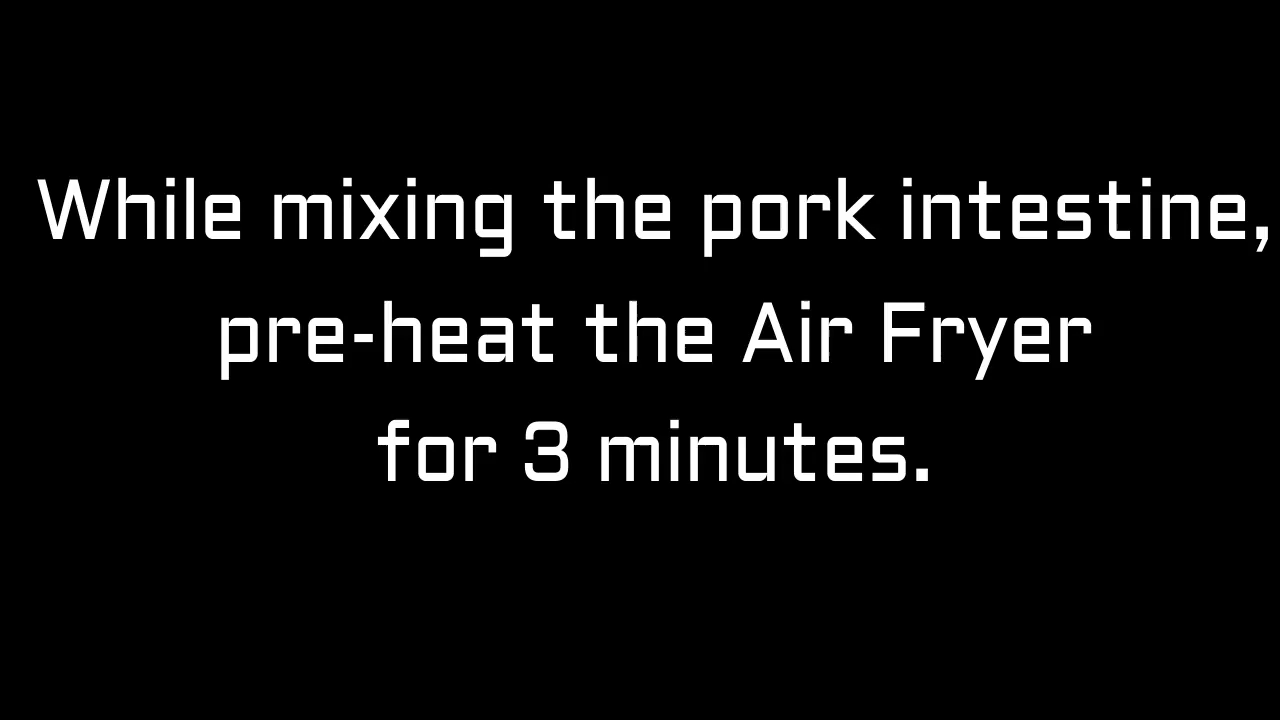 While mixing the pork intestine,
pre-heat the Air Fryer
for 3 minutes.